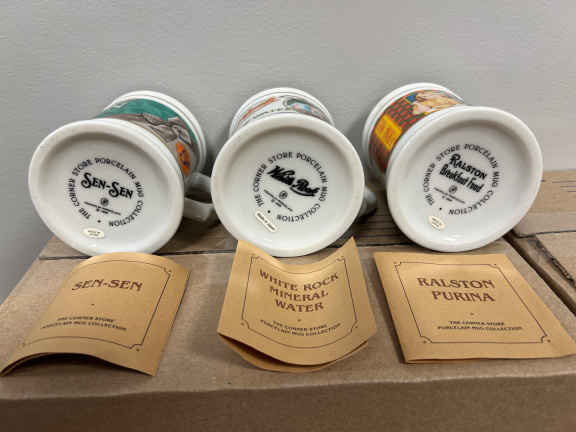 THE CORNER STORE PORCELAIN MUG COLLECTION
SEN-SEN
THE CORNER STORE PORCELAIN MUG COLLECTION
White Rock
THE CORNER STORE PORCELAIN MUG COLLECTION
RALSTON
Breakfast Food
SEN-SEN
THE CORNER STORE
PORCELAIN MUG COLLECTION
WHITE ROCK
MINERAL
WATER
THE CORNER STORE
PORCELAIN MUG COLLECTION
RALSTON
PURINA
THE CORNER STORE
PORCELAIN MUG COLLECTION